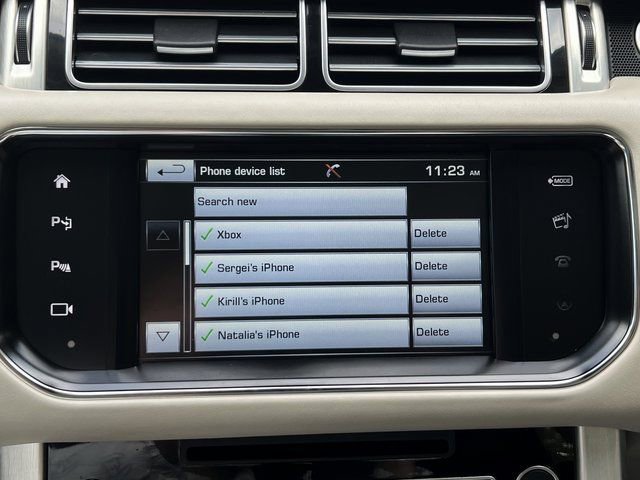 Phone device list 11:23 AM
Search new
Xbox Delete
Sergei's iPhone Delete
Kirill's iPhone Delete
Natalia's iPhone Delete
MODE
P
P